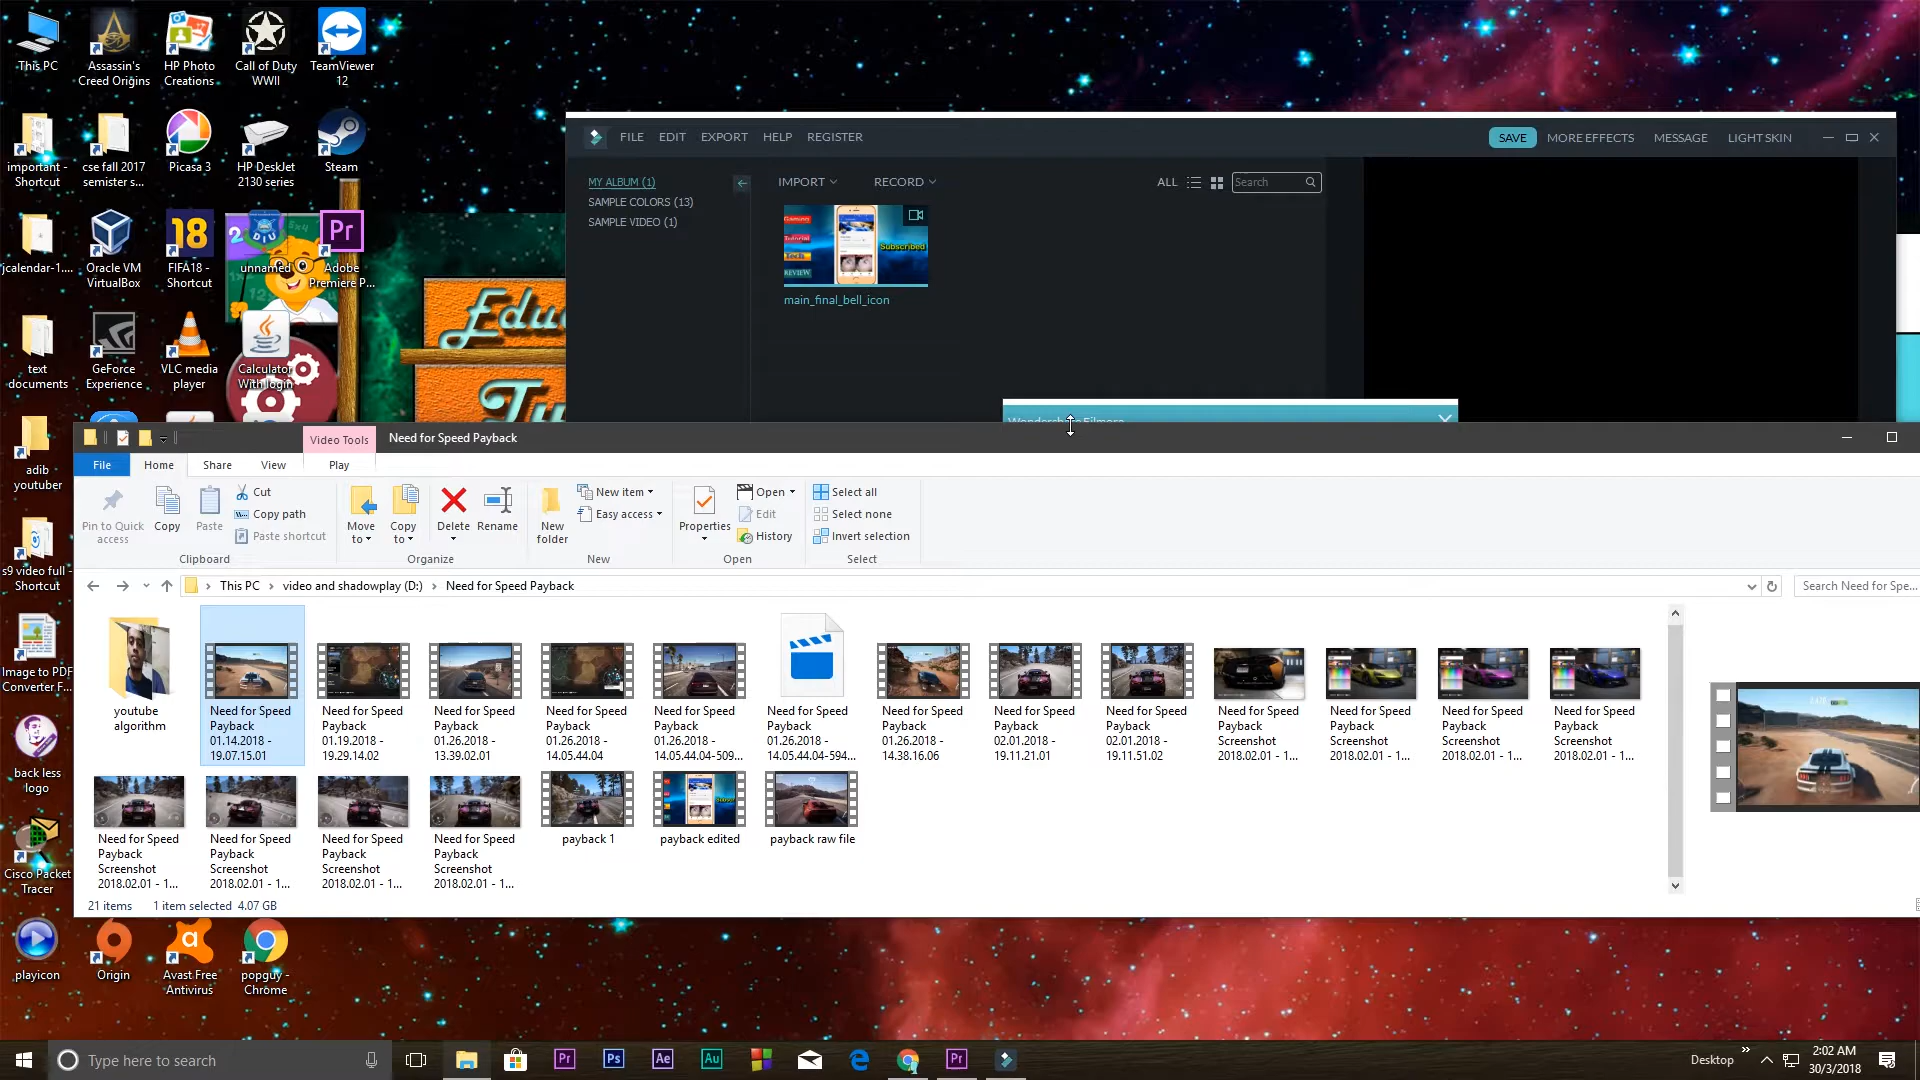 This PC
Assassin's
Creed Origins
HP Photo
Creations
Call of Duty
WWII
TeamViewer
12
important -
Shortcut
cse fall 2017
semister s...
Picasa 3
HP DeskJet
2130 series
Steam
jcalendar-1....
Oracle VM
VirtualBox
18
FIFA18 -
Shortcut
DIU
unnamed
Pr
Adobe
Premiere P...
text
documents
GeForce
Experience
VLC media
player
Calculator
With login
adib
youtuber
s9 video full -
Shortcut
Image to PDF
Converter F...
back less
logo
Cisco Packet
Tracer
playicon
Origin
Avast Free
Antivirus
popguy -
Chrome
FILE EDIT EXPORT HELP REGISTER
SAVE MORE EFFECTS MESSAGE LIGHT SKIN
MY ALBUM (1)
SAMPLE COLORS (13)
SAMPLE VIDEO (1)
IMPORT RECORD
ALL Search
Gaming
Tutorial
Tech
REVIEW
Subscribed
main_final_bell_icon
Wondershare Filmora
Video Tools Need for Speed Payback
File Home Share View Play
Pin to Quick
access
Copy
Paste
Cut
Copy path
Paste shortcut
Clipboard
Move
to
Copy
to
Delete
Rename
Organize
New
folder
New item
Easy access
New
Properties
Open
Edit
History
Open
Select all
Select none
Invert selection
Select
This PC > video and shadowplay (D:) > Need for Speed Payback
Search Need for Spe...
youtube
algorithm
Need for Speed
Payback
01.14.2018 -
19.07.15.01
Need for Speed
Payback
01.19.2018 -
19.29.14.02
Need for Speed
Payback
01.26.2018 -
13.39.02.01
Need for Speed
Payback
01.26.2018 -
14.05.44.04
Need for Speed
Payback
01.26.2018 -
14.05.44.04-509...
Need for Speed
Payback
01.26.2018 -
14.05.44.04-594...
Need for Speed
Payback
01.26.2018 -
14.38.16.06
Need for Speed
Payback
02.01.2018 -
19.11.21.01
Need for Speed
Payback
02.01.2018 -
19.11.51.02
Need for Speed
Payback
Screenshot
2018.02.01 - 1...
Need for Speed
Payback
Screenshot
2018.02.01 - 1...
Need for Speed
Payback
Screenshot
2018.02.01 - 1...
Need for Speed
Payback
Screenshot
2018.02.01 - 1...
Need for Speed
Payback
Screenshot
2018.02.01 - 1...
Need for Speed
Payback
Screenshot
2018.02.01 - 1...
Need for Speed
Payback
Screenshot
2018.02.01 - 1...
Need for Speed
Payback
Screenshot
2018.02.01 - 1...
payback 1
payback edited
payback raw file
21 items 1 item selected 4.07 GB
Type here to search
Pr Ps Ae Au Pr
Desktop
2:02 AM
30/3/2018